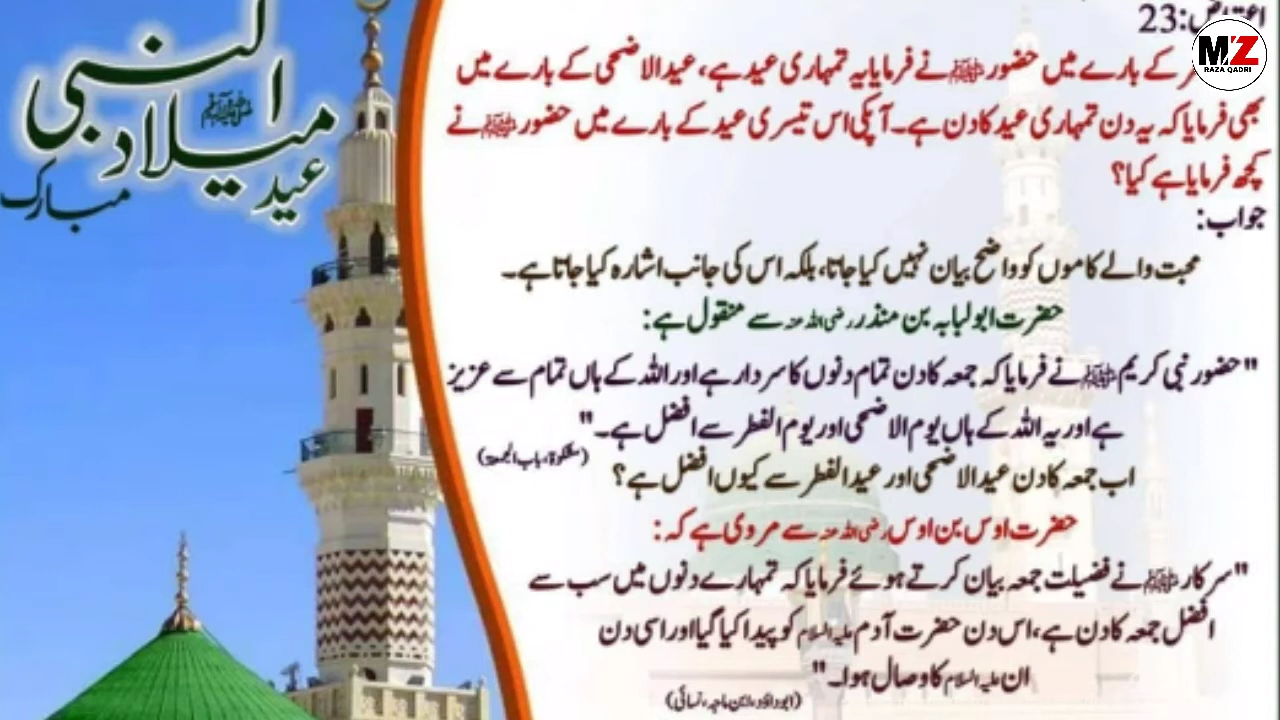 عید
میلاد النبی ﷺ
مبارک
اعتراض:23
کے بارے میں حضور ﷺ نے فرمایا یہ تمہاری عید ہے، عید الاضحی کے بارے میں
بھی فرمایا کہ یہ دن تمہاری عید کا دن ہے۔ آپکی اس تیسری عید کے بارے میں حضور ﷺ نے
کچھ فرمایا ہے کیا؟
جواب:
محبت والے کاموں کو واضح بیان نہیں کیا جاتا، بلکہ اس کی جانب اشارہ کیا جاتا ہے۔
حضرت ابو لبابہ بن منذر رضی اللہ عنہ سے منقول ہے:
"حضور نبی کریم ﷺ نے فرمایا کہ جمعہ کا دن تمام دنوں کا سردار ہے اور اللہ کے ہاں تمام سے عزیز
ہے اور یہ اللہ کے ہاں یوم الاضحی اور یوم الفطر سے افضل ہے۔"
(مشکوٰۃ، باب الجمعۃ)
اب جمعہ کا دن عید الاضحی اور عید الفطر سے کیوں افضل ہے؟
حضرت اوس بن اوس رضی اللہ عنہ سے مروی ہے کہ:
"سرکار ﷺ نے فضیلت جمعہ بیان کرتے ہوئے فرمایا کہ تمہارے دنوں میں سب سے
افضل جمعہ کا دن ہے، اس دن حضرت آدم علیہ السلام کو پیدا کیا گیا اور اسی دن
ان علیہ السلام کا وصال ہوا۔"
(ابوداؤد، ابن ماجہ، نسائی)
MZ
RAZA QADRI